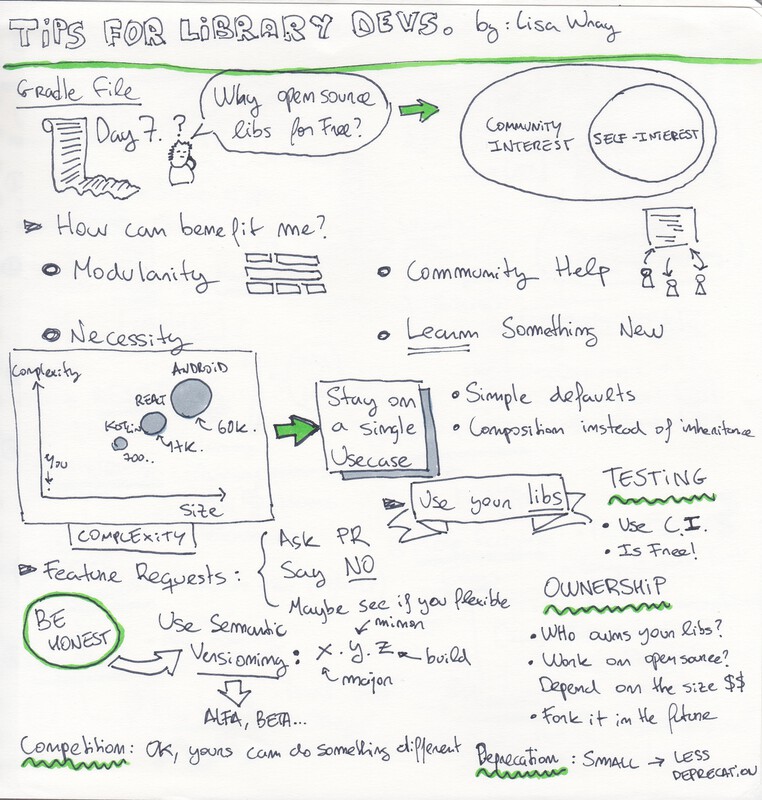 TIPS FOR LIBRARY DEVS. by: Lisa Wray
Gradle File
Day 7. ?
Why open source
libs for Free?
COMMUNITY
INTEREST
SELF-INTEREST
How can benefit me?
Modularity
Community Help
Necessity
Learn Something New
Complexity
ANDROID
REACT
KOTLIN
60K.
17K.
700..
YOU
Size
COMPLEXITY
Stay on
a single
Usecase
Simple defaults
Composition instead of inheritance
Use your libs
TESTING
Use C.I.
Is Free!
Feature Requests:
Ask PR
Say NO
Maybe see if you flexible
BE
HONEST
Use Semantic
Versioning: x.y.z
minor
build
major
ALFA, BETA...
OWNERSHIP
Who owns your libs?
Work on opensource?
Depend on the size $$
Fork it in the future
Competition: OK, yours can do something different
Deprecation: SMALL → LESS
DEPRECATION